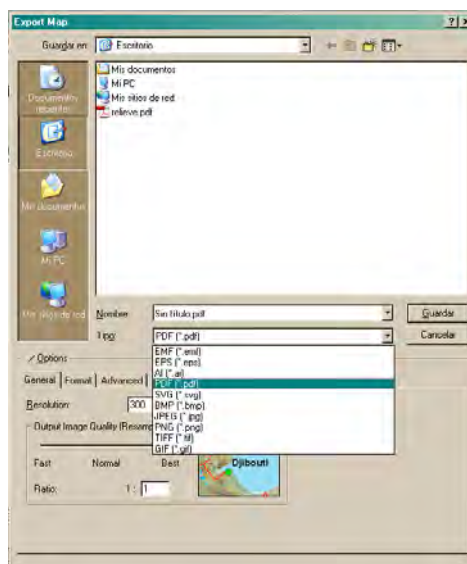 Export Map
Guardar en: Escritorio
Mis documentos
Mi PC
Mis sitios de red
relieve.pdf
Documentos recientes
Escritorio
Mis documentos
Mi PC
Mis sitios de red
Nombre: Sin título.pdf
Guardar
Tipo: PDF (*.pdf)
Cancelar
EMF (*.emf)
EPS (*.eps)
AI (*.ai)
PDF (*.pdf)
SVG (*.svg)
BMP (*.bmp)
JPEG (*.jpg)
PNG (*.png)
TIFF (*.tif)
GIF (*.gif)
Options
General Format Advanced
Resolution: 300
Output Image Quality
Fast Normal Best
Djibouti
Ratio: 1 : 1